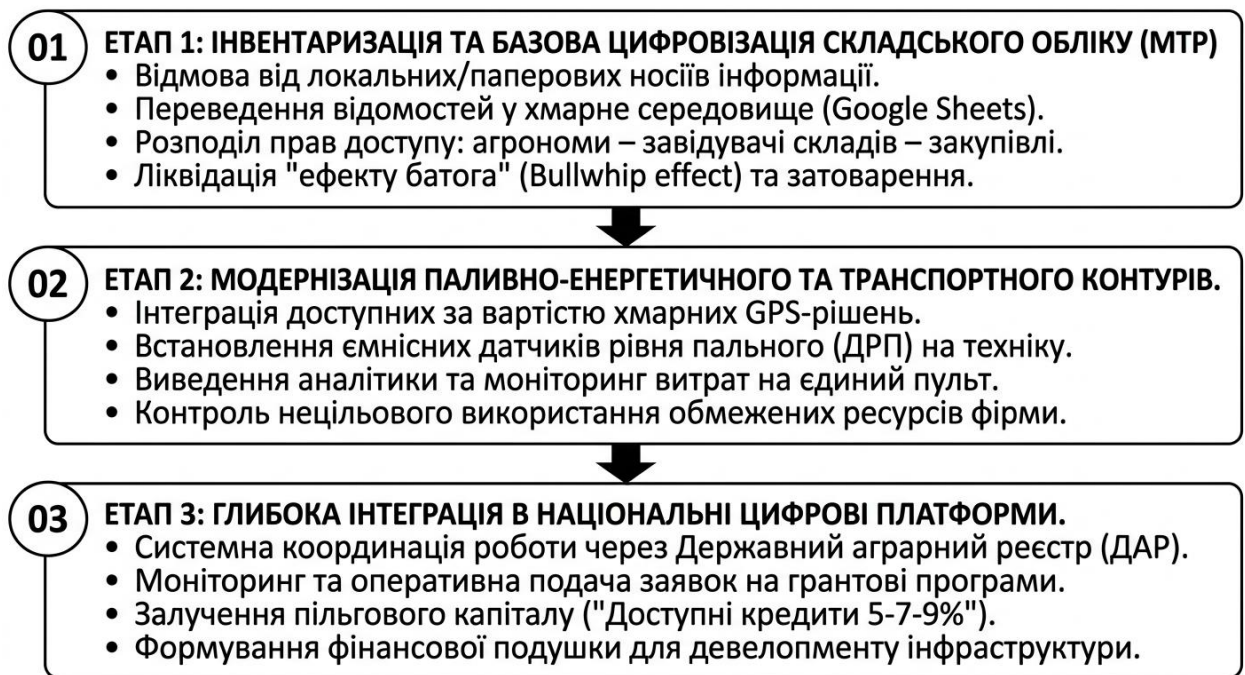 01
ЕТАП 1: ІНВЕНТАРИЗАЦІЯ ТА БАЗОВА ЦИФРОВІЗАЦІЯ СКЛАДСЬКОГО ОБЛІКУ (МТР)
• Відмова від локальних/паперових носіїв інформації.
• Переведення відомостей у хмарне середовище (Google Sheets).
• Розподіл прав доступу: агрономи – завідувачі складів – закупівлі.
• Ліквідація "ефекту батога" (Bullwhip effect) та затоварення.
02
ЕТАП 2: МОДЕРНІЗАЦІЯ ПАЛИВНО-ЕНЕРГЕТИЧНОГО ТА ТРАНСПОРТНОГО КОНТУРІВ.
• Інтеграція доступних за вартістю хмарних GPS-рішень.
• Встановлення ємнісних датчиків рівня пального (ДРП) на техніку.
• Виведення аналітики та моніторинг витрат на єдиний пульт.
• Контроль нецільового використання обмежених ресурсів фірми.
03
ЕТАП 3: ГЛИБОКА ІНТЕГРАЦІЯ В НАЦІОНАЛЬНІ ЦИФРОВІ ПЛАТФОРМИ.
• Системна координація роботи через Державний аграрний реєстр (ДАР).
• Моніторинг та оперативна подача заявок на грантові програми.
• Залучення пільгового капіталу ("Доступні кредити 5-7-9%").
• Формування фінансової подушки для девелопменту інфраструктури.